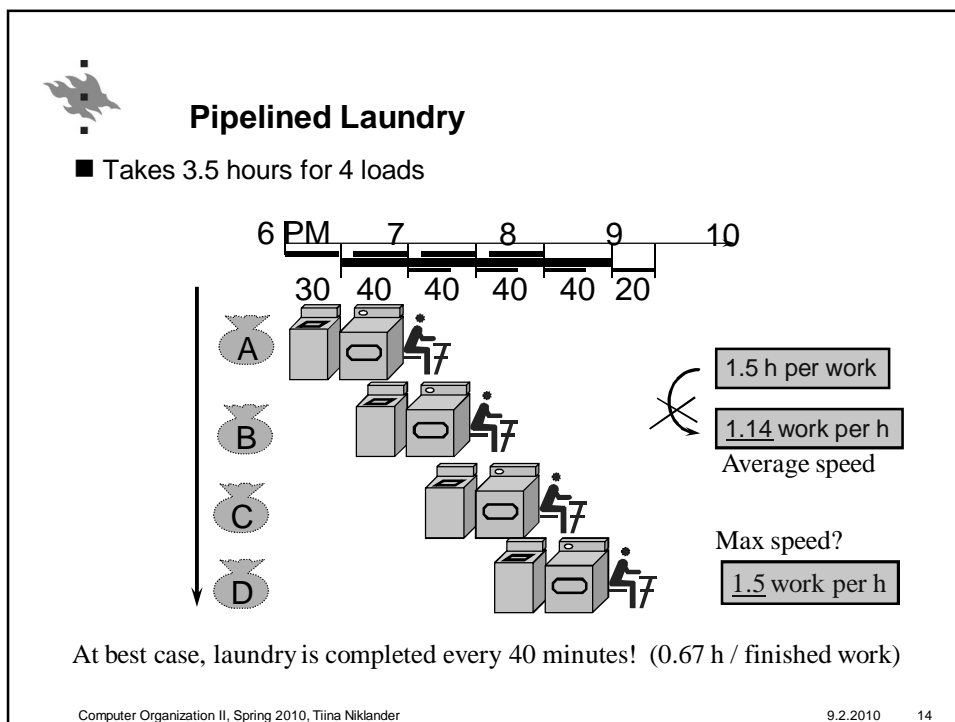 Pipelined Laundry
Takes 3.5 hours for 4 loads
6 PM 7 8 9 10
30 40 40 40 40 20
A
B
C
D
1.5 h per work
1.14 work per h
Average speed
Max speed?
1.5 work per h
At best case, laundry is completed every 40 minutes! (0.67 h / finished work)
Computer Organization II, Spring 2010, Tiina Niklander 9.2.2010 14